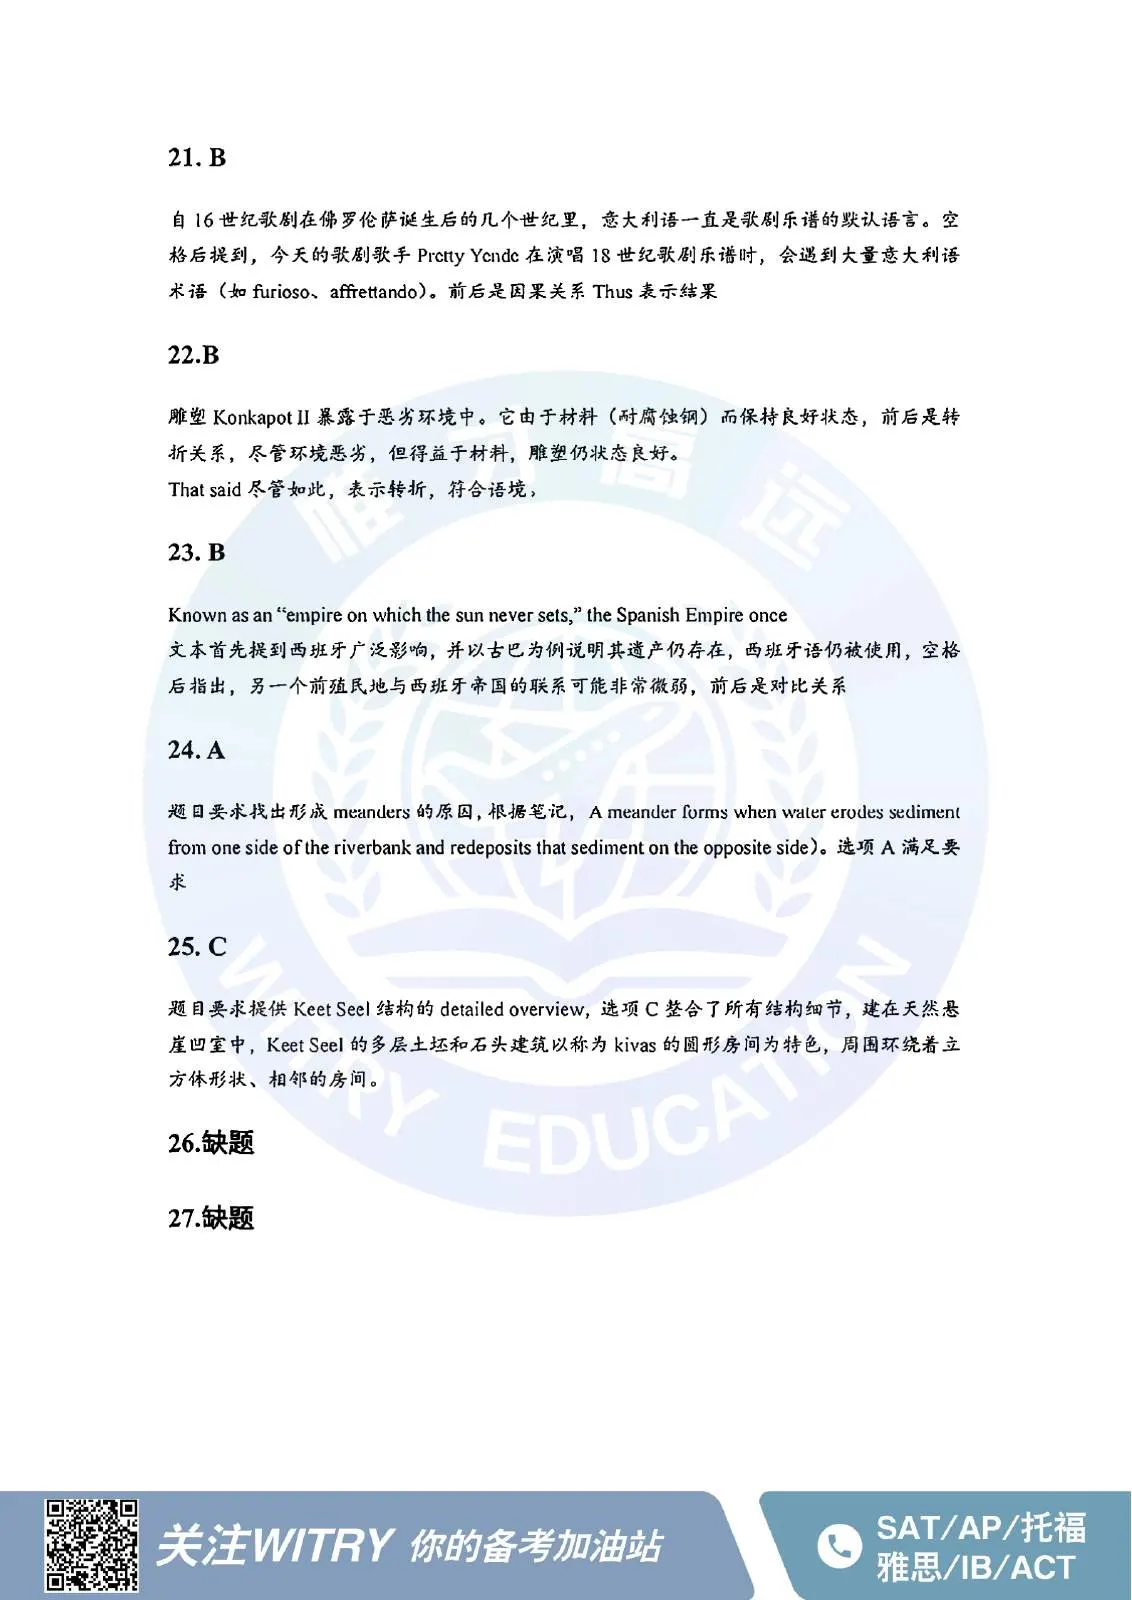 21. B
自 16 世纪歌剧在佛罗伦萨诞生后的几个世纪里，意大利语一直是歌剧乐谱的默认语言。空
格后提到，今天的歌剧歌手 Pretty Yende 在演唱 18 世纪歌剧乐谱时，会遇到大量意大利语
术语（如 furioso、affrettando）。前后是因果关系 Thus 表示结果
22.B
雕塑 Konkapot II 暴露于恶劣环境中。它由于材料（耐腐蚀钢）而保持良好状态，前后是转
折关系，尽管环境恶劣，但得益于材料，雕塑仍状态良好。
That said 尽管如此，表示转折，符合语境，
23. B
Known as an “empire on which the sun never sets,” the Spanish Empire once
文本首先提到西班牙广泛影响，并以古巴为例说明其遗产仍存在，西班牙语仍被使用，空格
后指出，另一个前殖民地与西班牙帝国的联系可能非常微弱，前后是对比关系
24. A
题目要求找出形成 meanders 的原因，根据笔记， A meander forms when water erodes sediment
from one side of the riverbank and redeposits that sediment on the opposite side）。选项 A 满足要
求
25. C
题目要求提供 Keet Seel 结构的 detailed overview，选项 C 整合了所有结构细节，建在天然悬
崖凹室中，Keet Seel 的多层土坯和石头建筑以称为 kivas 的圆形房间为特色，周围环绕着立
方体形状、相邻的房间。
26.缺题
27.缺题
惟才高远
WITRY EDUCATION
关注WITRY 你的备考加油站
SAT/AP/托福
雅思/IB/ACT